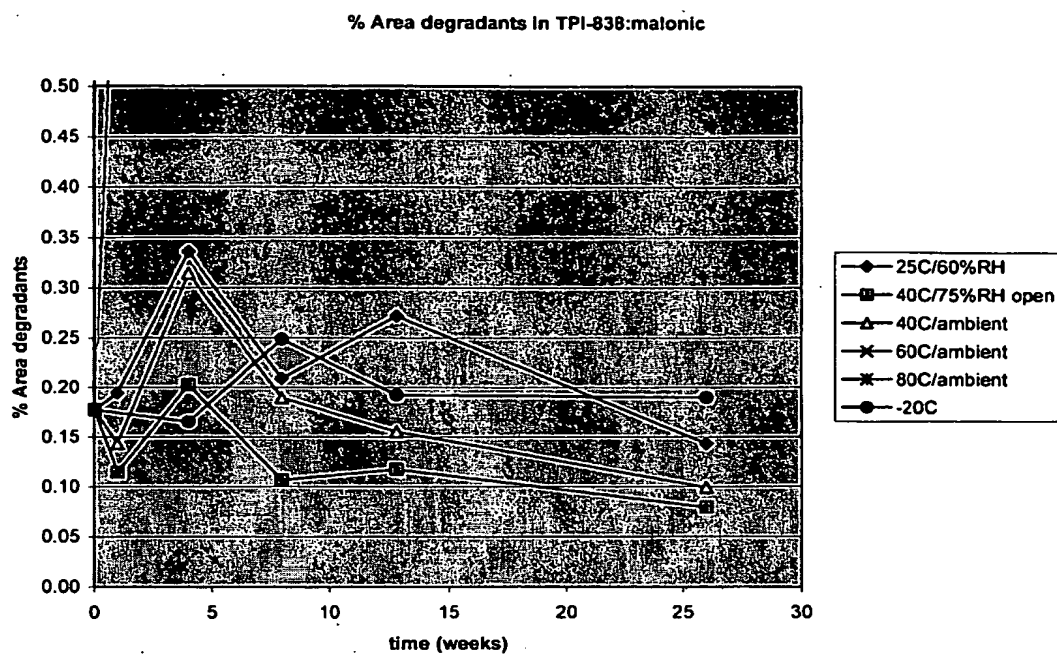 % Area degradants in TPI-838:malonic
% Area degradants
0.50
0.45
0.40
0.35
0.30
0.25
0.20
0.15
0.10
0.05
0.00
0 5 10 15 20 25 30
time (weeks)
25C/60%RH
40C/75%RH open
40C/ambient
60C/ambient
80C/ambient
-20C